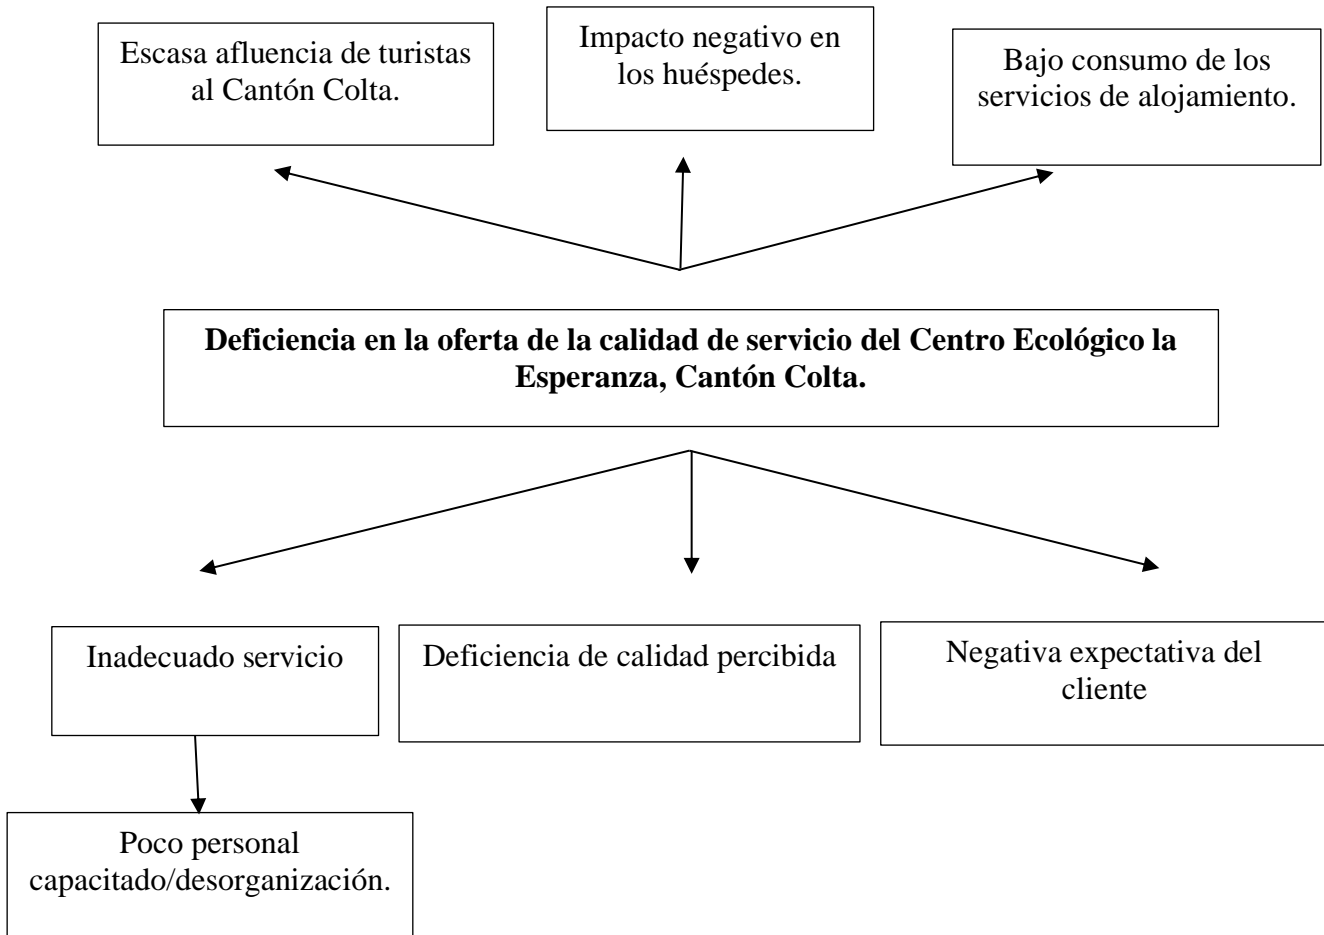 Escasa afluencia de turistas
al Cantón Colta.
Impacto negativo en
los huéspedes.
Bajo consumo de los
servicios de alojamiento.
Deficiencia en la oferta de la calidad de servicio del Centro Ecológico la
Esperanza, Cantón Colta.
Inadecuado servicio
Deficiencia de calidad percibida
Negativa expectativa del
cliente
Poco personal
capacitado/desorganización.